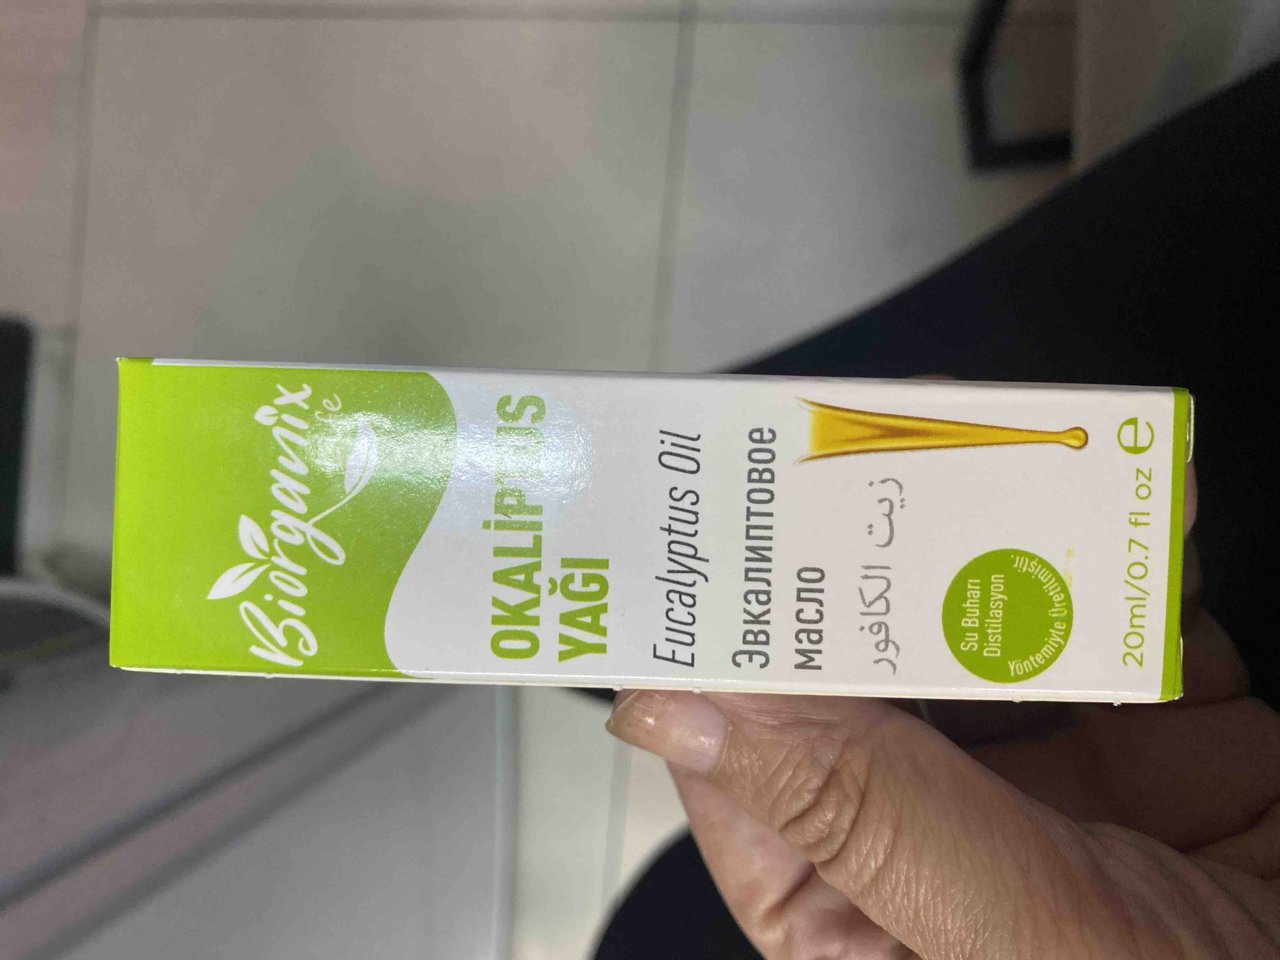 Biorganix
OKALİPTUS
YAĞI
Eucalyptus Oil
Эвкалиптовое
масло
زيت الكافور
Su Buharı
Distilasyon
Yöntemiyle Üretilmiştir.
20ml/0.7 fl oz e